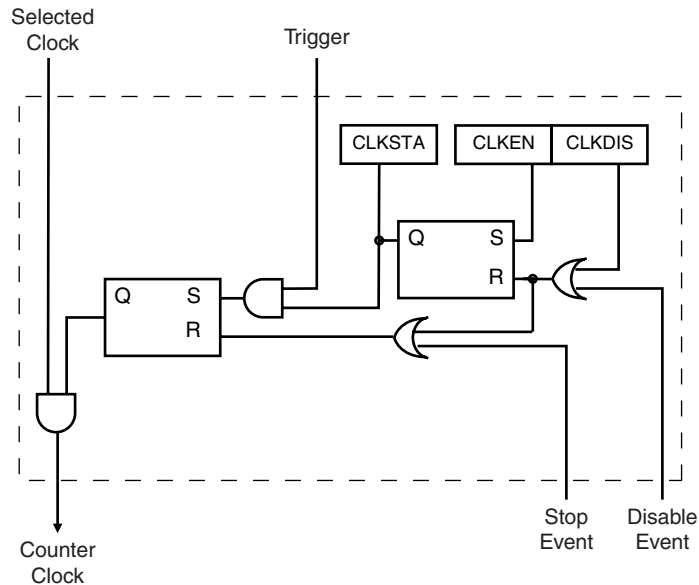 Selected
Clock
Trigger
CLKSTA
CLKEN
CLKDIS
Q
S
R
Q
S
R
Counter
Clock
Stop
Event
Disable
Event